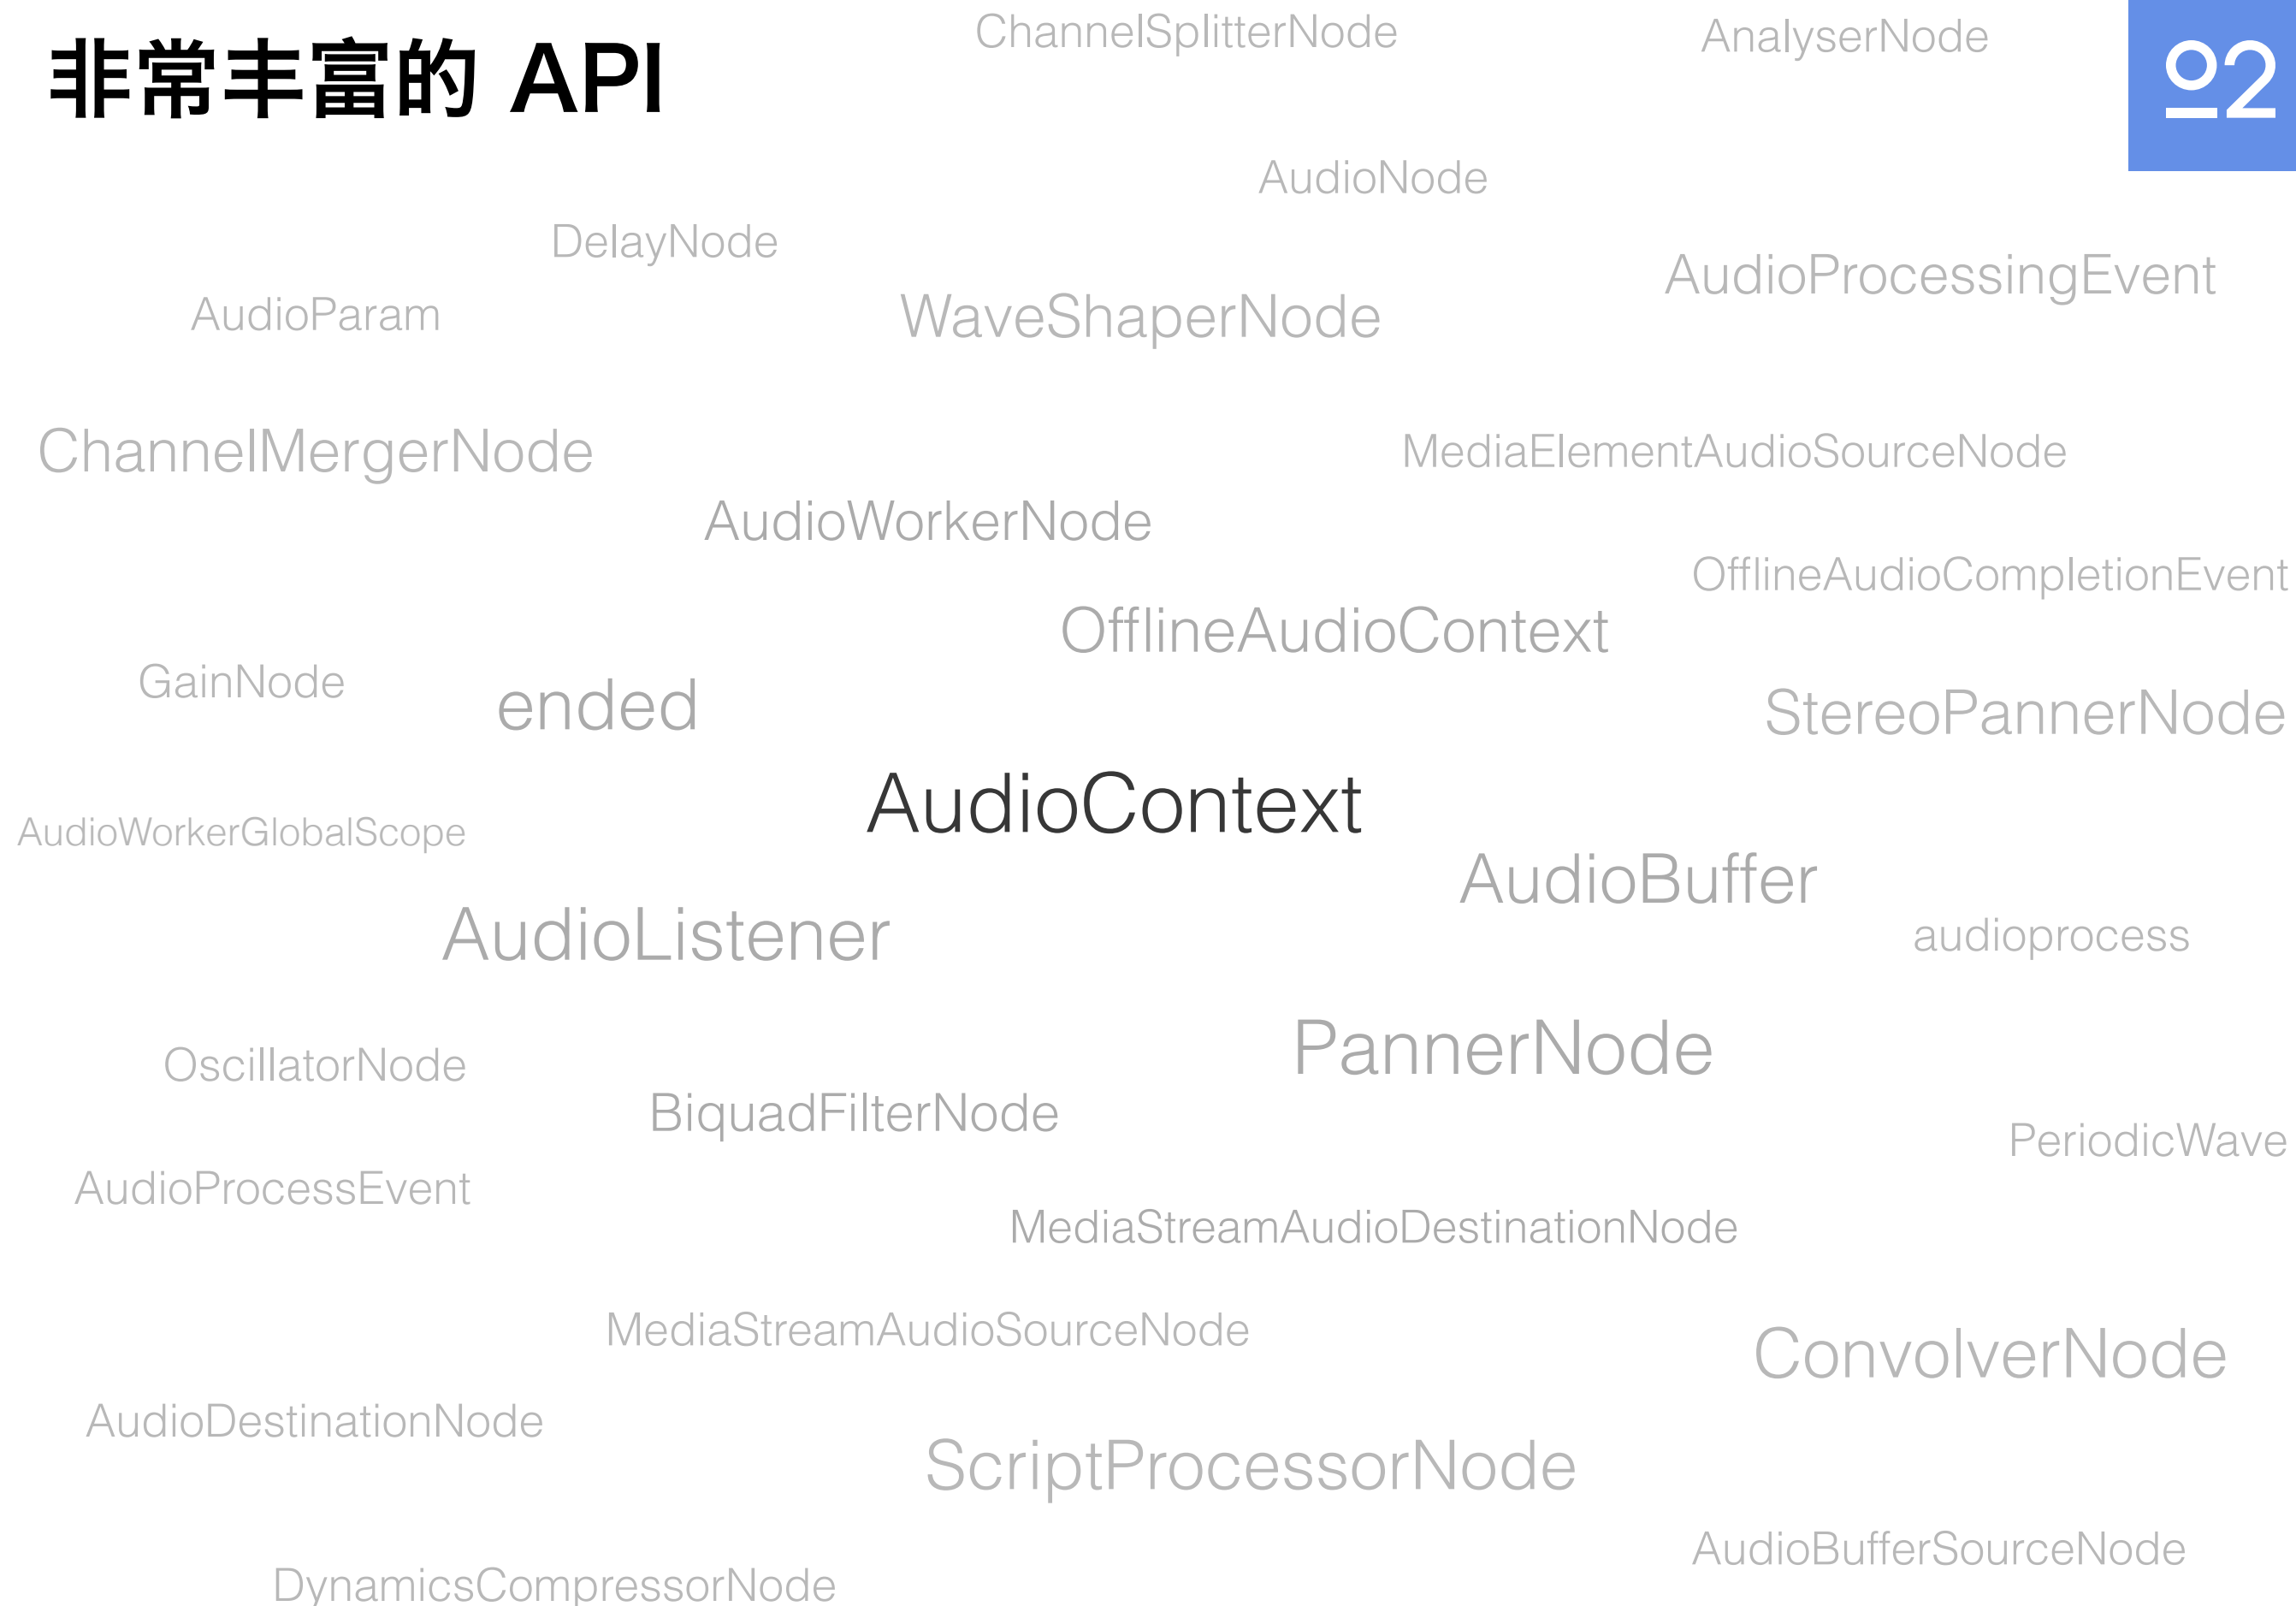 非常丰富的 API
ChannelSplitterNode
AnalyserNode
02
AudioNode
DelayNode
AudioProcessingEvent
AudioParam
WaveShaperNode
ChannelMergerNode
MediaElementAudioSourceNode
AudioWorkerNode
OfflineAudioCompletionEvent
OfflineAudioContext
GainNode
ended
StereoPannerNode
AudioContext
AudioWorkerGlobalScope
AudioBuffer
AudioListener
audioprocess
PannerNode
OscillatorNode
BiquadFilterNode
PeriodicWave
AudioProcessEvent
MediaStreamAudioDestinationNode
MediaStreamAudioSourceNode
ConvolverNode
AudioDestinationNode
ScriptProcessorNode
AudioBufferSourceNode
DynamicsCompressorNode